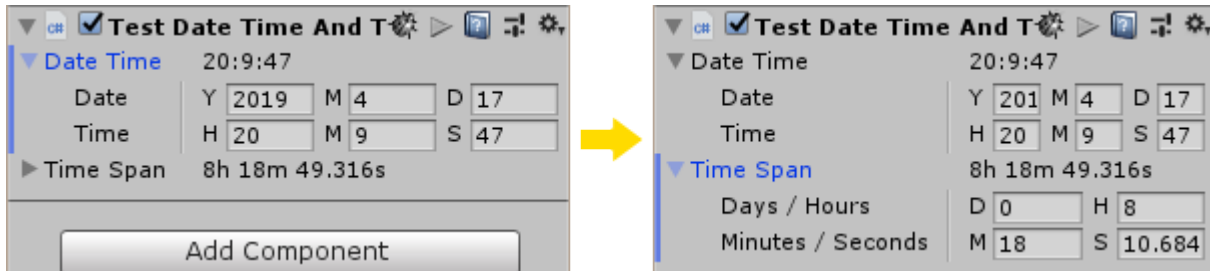 c# Test Date Time And T
Date Time 20:9:47
Date Y 2019 M 4 D 17
Time H 20 M 9 S 47
Time Span 8h 18m 49.316s
Add Component
c# Test Date Time And T
Date Time 20:9:47
Date Y 201 M 4 D 17
Time H 20 M 9 S 47
Time Span 8h 18m 49.316s
Days / Hours D 0 H 8
Minutes / Seconds M 18 S 10.684